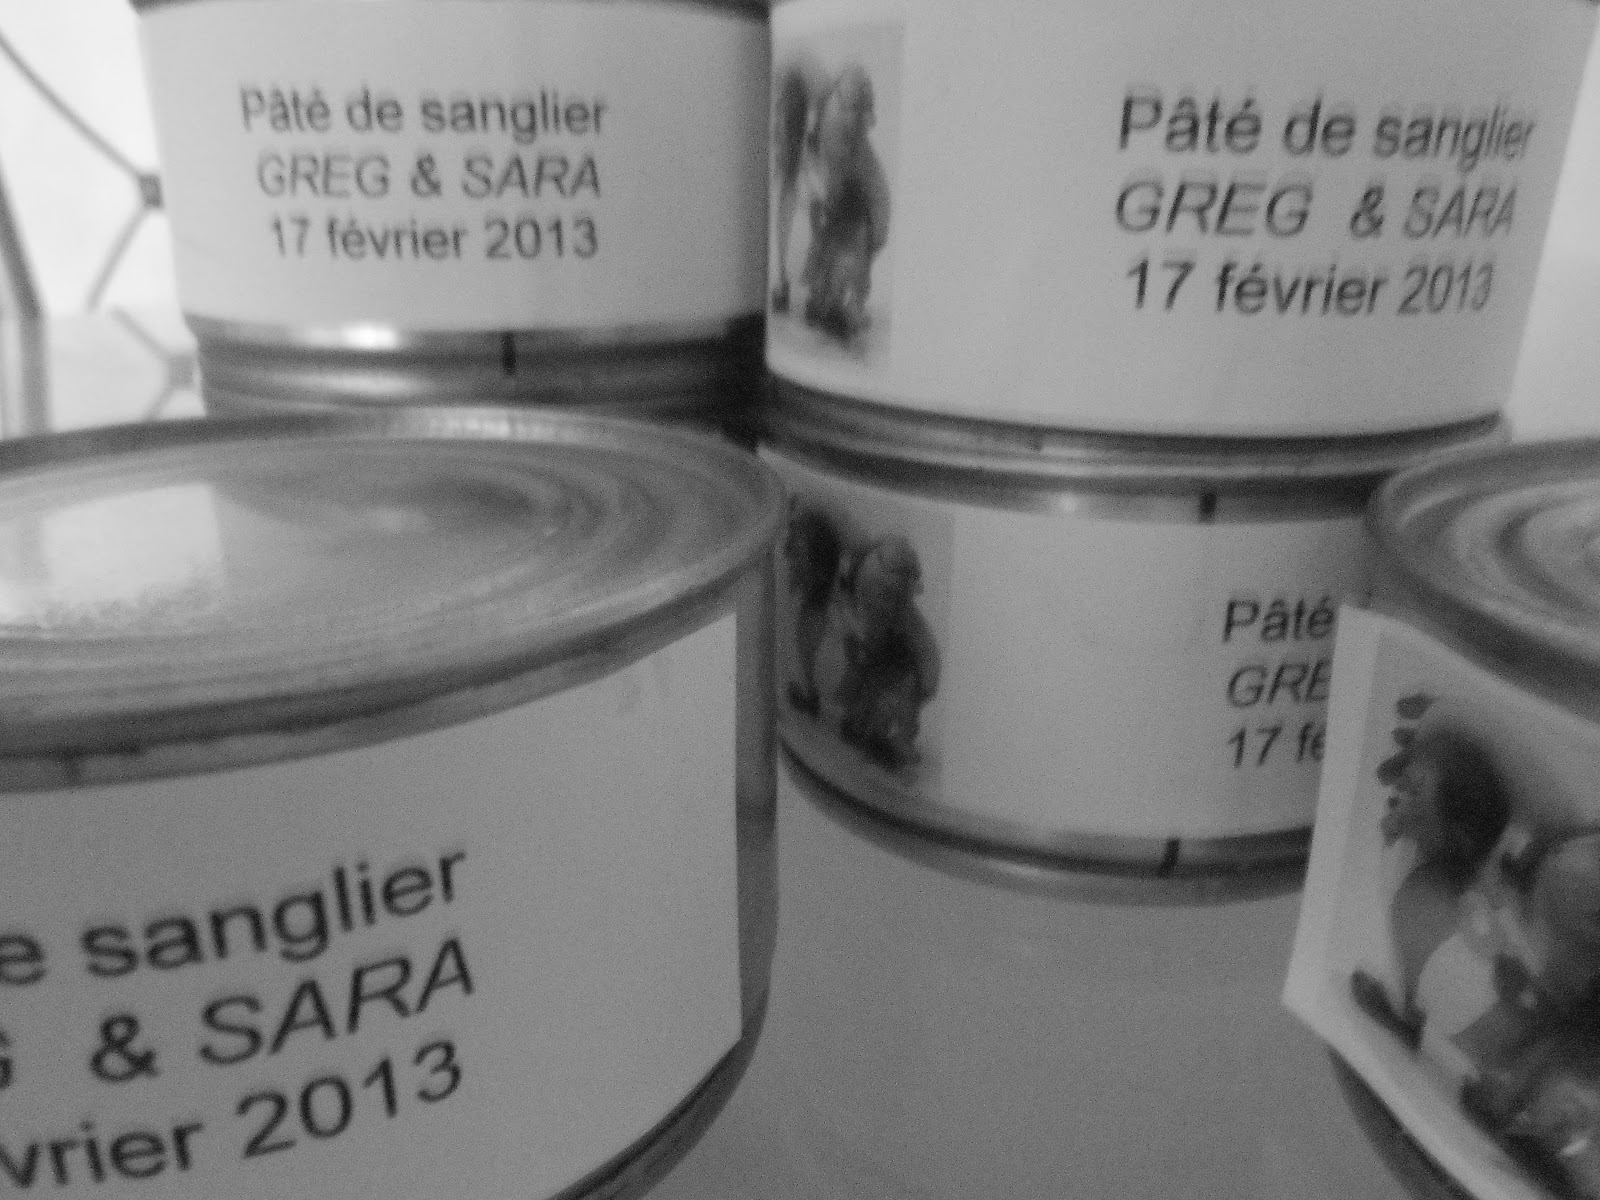 Pâté de sanglier
GREG & SARA
17 février 2013
Pâté de sanglier
GREG & SARA
17 février 2013
Pâté
GRE
17 fé
e sanglier
G & SARA
vrier 2013